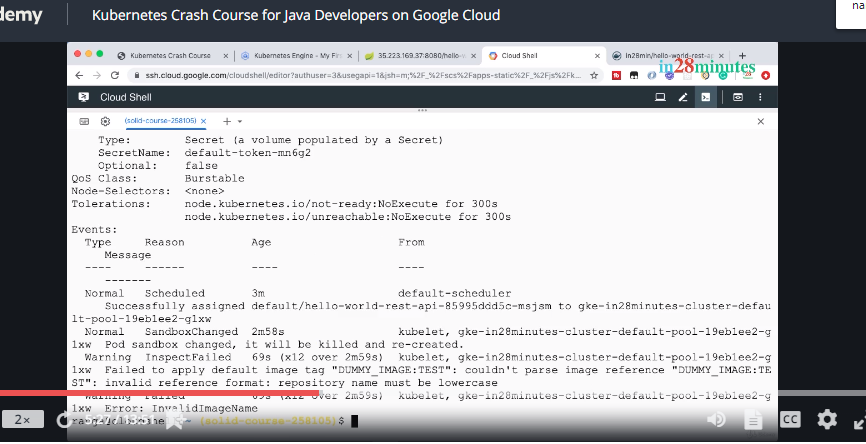 demy
Kubernetes Crash Course for Java Developers on Google Cloud
na
Kubernetes Crash Course
Kubernetes Engine - My Fir
35.223.169.37:8080/hello-w
Cloud Shell
in28min/hello-world-rest-ap
in28minutes
ssh.cloud.google.com/cloudshell/editor?authuser=3&usegapi=1&jsh=m;%2F_%2Fscs%2Fapps-static%2F_%2Fjs%2Fk...
Cloud Shell
(solid-course-258105)
Type: Secret (a volume populated by a Secret)
SecretName: default-token-mn6g2
Optional: false
QoS Class: Burstable
Node-Selectors: <none>
Tolerations: node.kubernetes.io/not-ready:NoExecute for 300s
node.kubernetes.io/unreachable:NoExecute for 300s
Events:
Type Reason Age From
Message
---- ------ ---- ----
-------
Normal Scheduled 3m default-scheduler
Successfully assigned default/hello-world-rest-api-85995ddd5c-msjsm to gke-in28minutes-cluster-defau
lt-pool-19eb1ee2-g1xw
Normal SandboxChanged 2m58s kubelet, gke-in28minutes-cluster-default-pool-19eb1ee2-g
1xw Pod sandbox changed, it will be killed and re-created.
Warning InspectFailed 69s (x12 over 2m59s) kubelet, gke-in28minutes-cluster-default-pool-19eb1ee2-g
1xw Failed to apply default image tag "DUMMY_IMAGE:TEST": couldn't parse image reference "DUMMY_IMAGE:TE
ST": invalid reference format: repository name must be lowercase
Warning Failed 69s (x12 over 2m59s) kubelet, gke-in28minutes-cluster-default-pool-19eb1ee2-g
1xw Error: InvalidImageName
(solid-course-258105)$
2×
CC